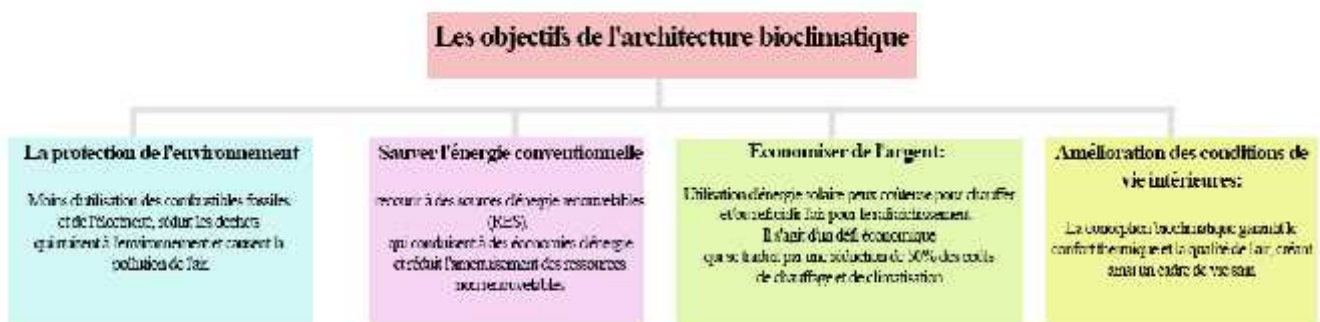 Les objectifs de l'architecture bioclimatique
La protection de l'environnement
Moins d'utilisation des combustibles fossiles
et de l'électricité, réduit les déchets
qui nuisent à l'environnement et causent la
pollution de l'air.
Sauver l'énergie conventionnelle
recourir à des sources d'énergie renouvelables
(RES),
qui conduisent à des économies d'énergie
et réduit l'amenuisement des ressources
non renouvelables
Economiser de l'argent:
Utilisation d'énergie solaire peux coûteuse pour chauffer
et/ou refroidir l'air pour le rafraîchissement.
Il s'agit d'un défi économique
qui se traduit par une réduction de 50% des coûts
de chauffage et de climatisation
Amélioration des conditions de
vie intérieures:
La conception bioclimatique garantit le
confort thermique et la qualité de l'air, créant
ainsi un cadre de vie sain